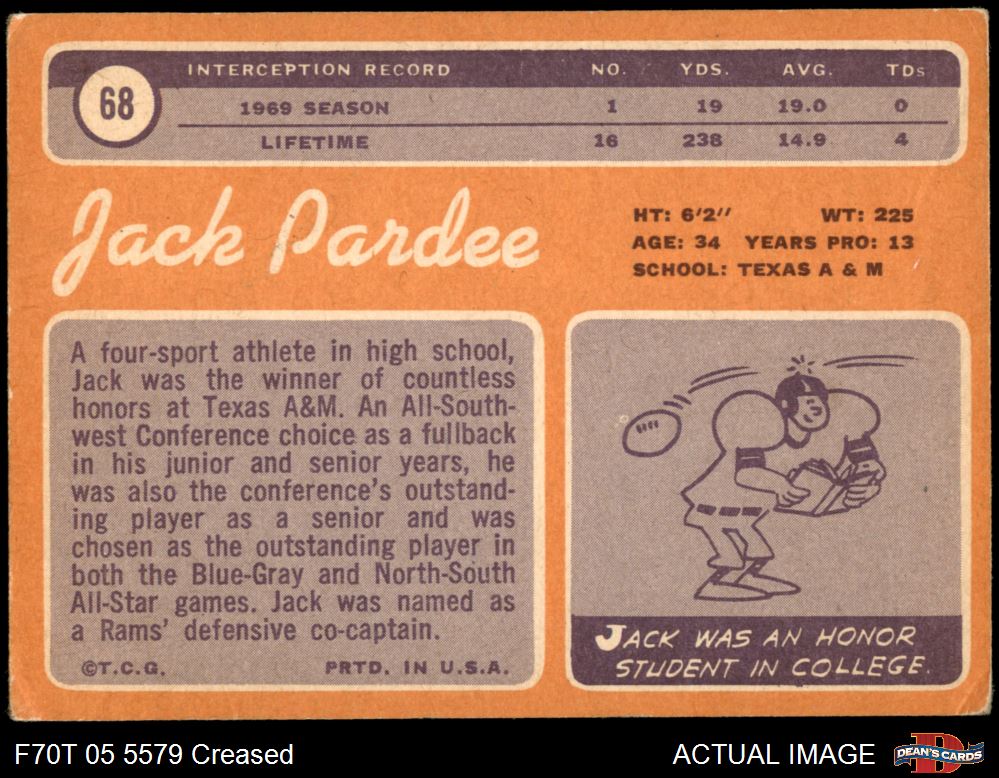 68
INTERCEPTION RECORD NO. YDS. AVG. TDs
1969 SEASON 1 19 19.0 0
LIFETIME 16 238 14.9 4
Jack Pardee
HT: 6'2'' WT: 225
AGE: 34 YEARS PRO: 13
SCHOOL: TEXAS A & M
A four-sport athlete in high school,
Jack was the winner of countless
honors at Texas A&M. An All-South-
west Conference choice as a fullback
in his junior and senior years, he
was also the conference's outstand-
ing player as a senior and was
chosen as the outstanding player in
both the Blue-Gray and North-South
All-Star games. Jack was named as
a Rams' defensive co-captain.
©T.C.G. PRTD. IN U.S.A.
JACK WAS AN HONOR
STUDENT IN COLLEGE.
F70T 05 5579 Creased
ACTUAL IMAGE
D
DEAN'S CARDS